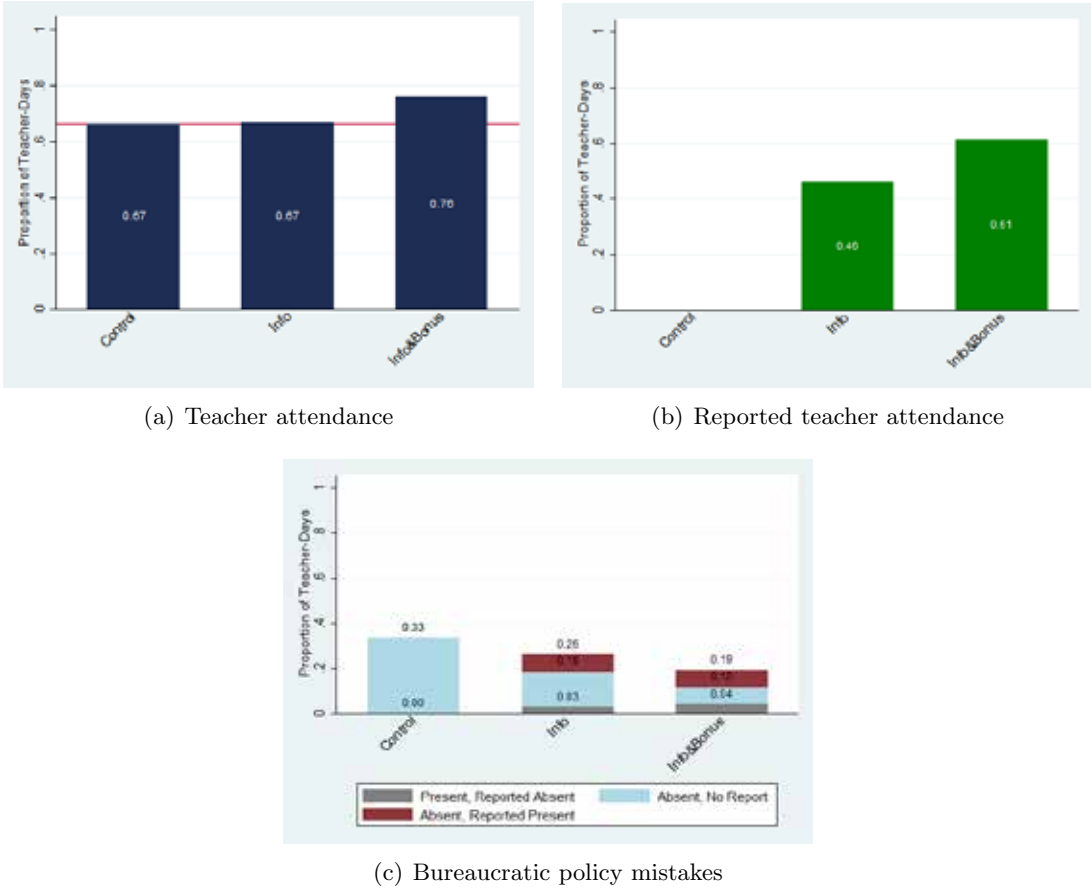 Proportion of Teacher-Days
1
.8
.6
.4
.2
0
0.67
0.67
0.76
Control
Info
Info&Bonus
(a) Teacher attendance
Proportion of Teacher-Days
1
.8
.6
.4
.2
0
0.46
0.61
Control
Info
Info&Bonus
(b) Reported teacher attendance
Proportion of Teacher-Days
1
.8
.6
.4
.2
0
0.33
0.00
0.26
0.03
0.19
0.04
Control
Info
Info&Bonus
Present, Reported Absent
Absent, No Report
Absent, Reported Present
(c) Bureaucratic policy mistakes